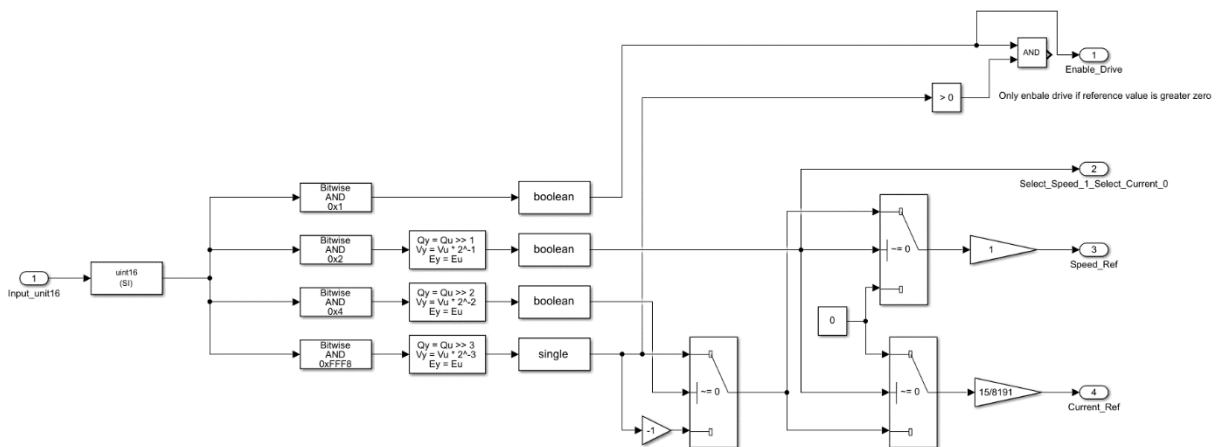 AND
1
Enable_Drive
> 0
Only enbale drive if reference value is greater zero
2
Select_Speed_1_Select_Current_0
Bitwise
AND
0x1
boolean
Bitwise
AND
0x2
Qy = Qu >> 1
Vy = Vu * 2^-1
Ey = Eu
boolean
~= 0
1
3
Speed_Ref
1
Input_unit16
uint16
(SI)
Bitwise
AND
0x4
Qy = Qu >> 2
Vy = Vu * 2^-2
Ey = Eu
boolean
0
Bitwise
AND
0xFFF8
Qy = Qu >> 3
Vy = Vu * 2^-3
Ey = Eu
single
~= 0
-1
~= 0
15/8191
4
Current_Ref